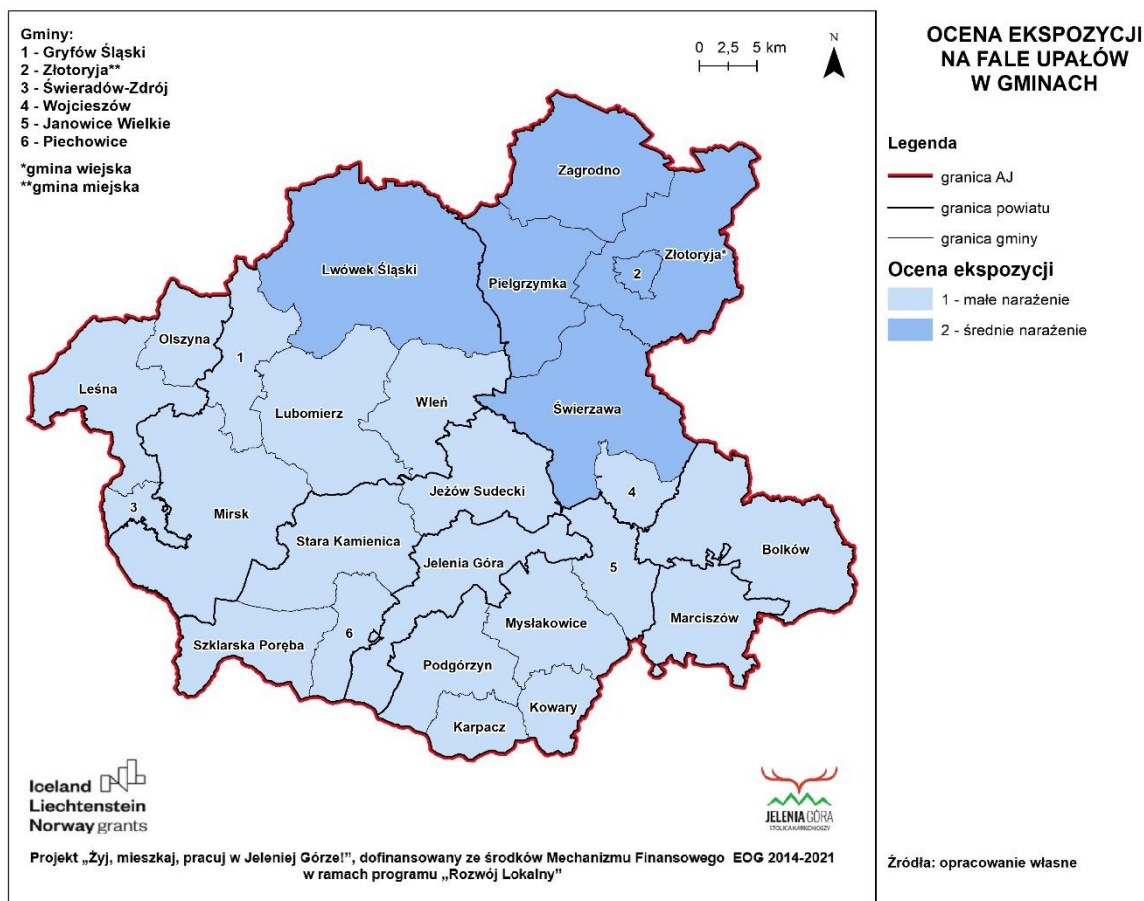 Gminy:
1 - Gryfów Śląski
2 - Złotoryja**
3 - Świeradów-Zdrój
4 - Wojcieszów
5 - Janowice Wielkie
6 - Piechowice
*gmina wiejska
**gmina miejska
0 2,5 5 km
N
OCENA EKSPOZYCJI
NA FALE UPAŁÓW
W GMINACH
Legenda
granica AJ
granica powiatu
granica gminy
Ocena ekspozycji
1 - małe narażenie
2 - średnie narażenie
Zagrodno
Złotoryja*
2
Pielgrzymka
Lwówek Śląski
Olszyna
1
Leśna
Lubomierz
Wleń
Świerzawa
3
Mirsk
Jeżów Sudecki
4
Stara Kamienica
Jelenia Góra
5
Bolków
Szklarska Poręba
6
Mysłakowice
Marciszów
Podgórzyn
Kowary
Karpacz
Iceland
Liechtenstein
Norway grants
JELENIA GÓRA
STOLICA KARKONOSZY
Projekt „Żyj, mieszkaj, pracuj w Jeleniej Górze!”, dofinansowany ze środków Mechanizmu Finansowego EOG 2014-2021
w ramach programu „Rozwój Lokalny”
Źródła: opracowanie własne